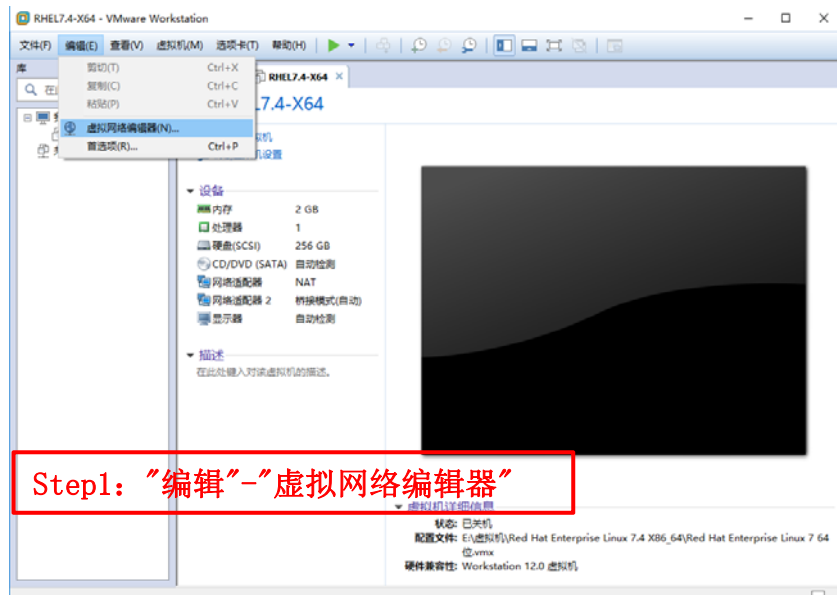 RHEL7.4-X64 - VMware Workstation
文件(F) 编辑(E) 查看(V) 虚拟机(M) 选项卡(T) 帮助(H)
库
剪切(T) Ctrl+X
复制(C) Ctrl+C
粘贴(P) Ctrl+V
虚拟网络编辑器(N)...
首选项(R)... Ctrl+P
RHEL7.4-X64
7.4-X64
设备
内存 2 GB
处理器 1
硬盘(SCSI) 256 GB
CD/DVD (SATA) 自动检测
网络适配器 NAT
网络适配器 2 桥接模式(自动)
显示器 自动检测
描述
在此处键入对该虚拟机的描述。
Step1："编辑"-"虚拟网络编辑器"
虚拟机详细信息
状态: 已关机
配置文件: E:\虚拟机\Red Hat Enterprise Linux 7.4 X86_64\Red Hat Enterprise Linux 7 64
位.vmx
硬件兼容性: Workstation 12.0 虚拟机